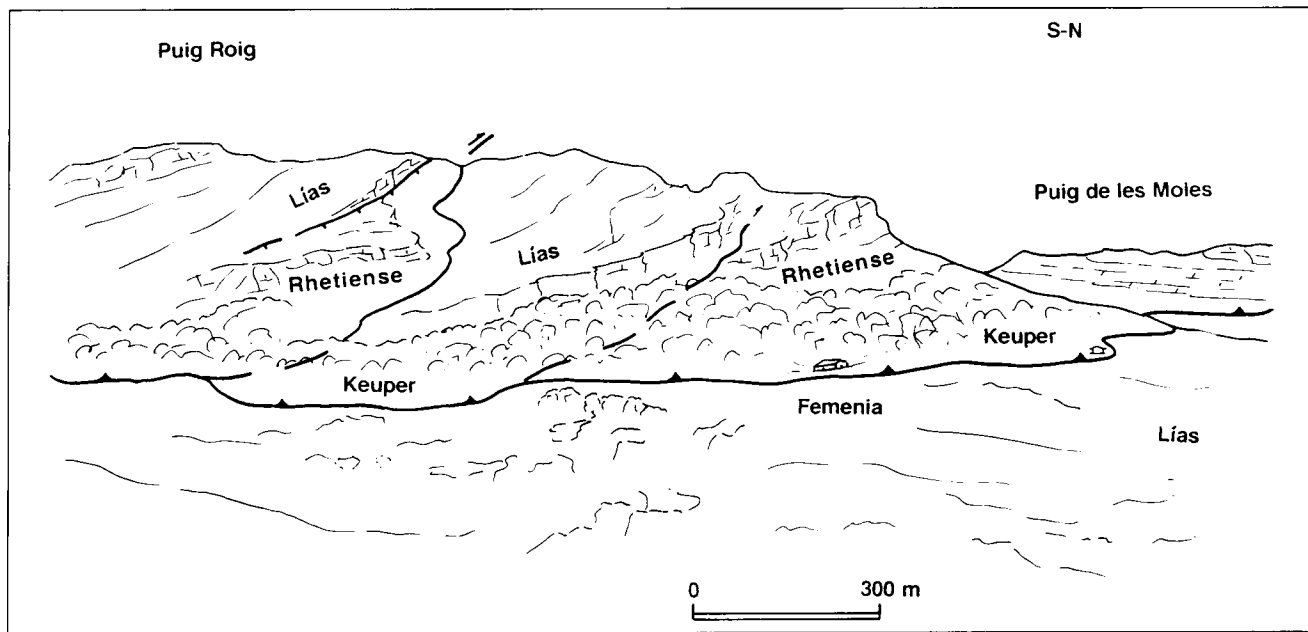 Puig Roig
S-N
Puig de les Moles
Lías
Lías
Rhetiense
Rhetiense
Keuper
Keuper
Femenia
Lías
0 300 m